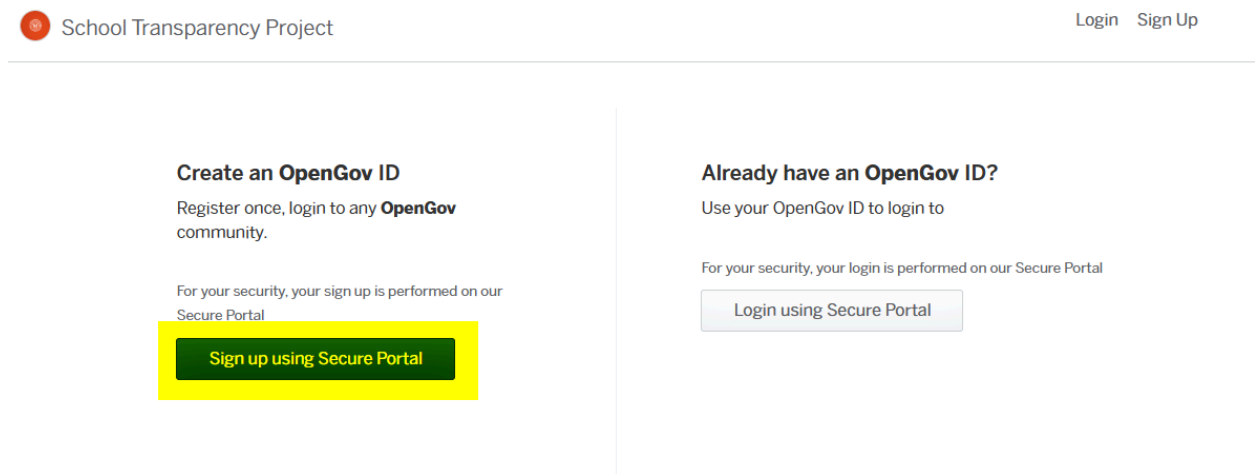 School Transparency Project
Login Sign Up
Create an OpenGov ID
Register once, login to any OpenGov
community.
For your security, your sign up is performed on our
Secure Portal
Sign up using Secure Portal
Already have an OpenGov ID?
Use your OpenGov ID to login to
For your security, your login is performed on our Secure Portal
Login using Secure Portal